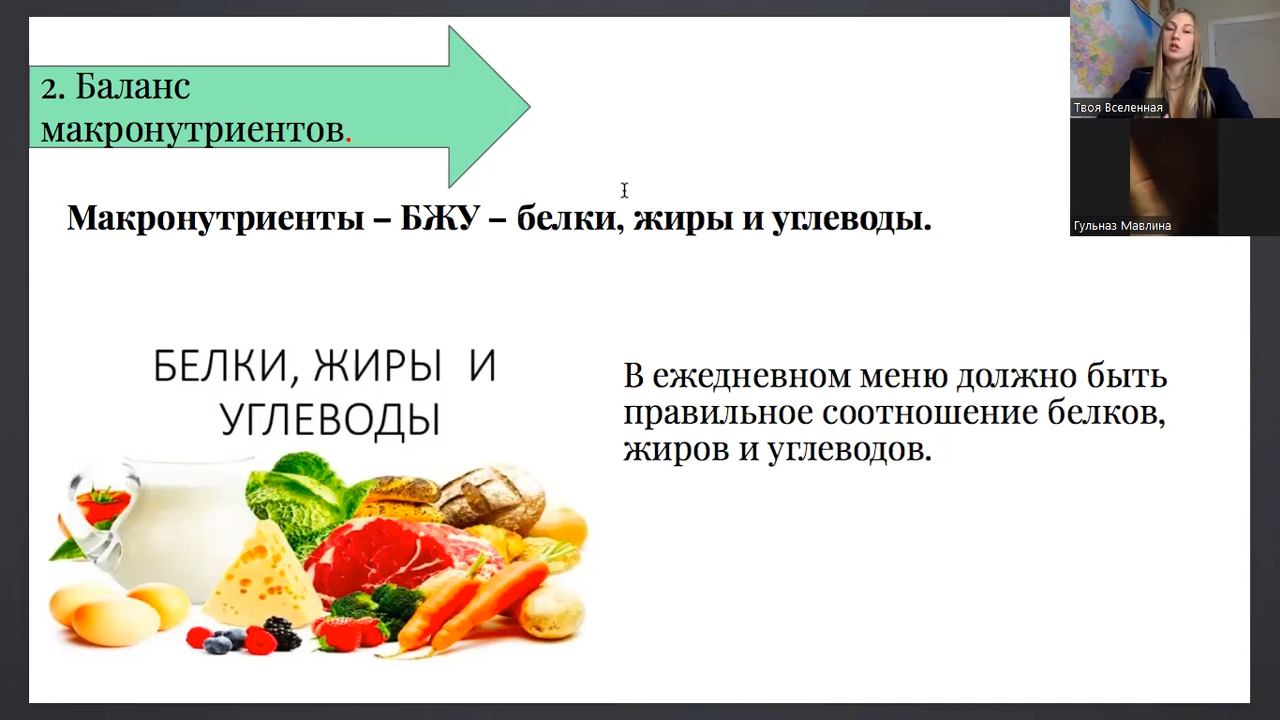 2. Баланс
макронутриентов.
Твоя Вселенная
Гульназ Мавлина
Макронутриенты – БЖУ – белки, жиры и углеводы.
БЕЛКИ, ЖИРЫ И
УГЛЕВОДЫ
В ежедневном меню должно быть
правильное соотношение белков,
жиров и углеводов.